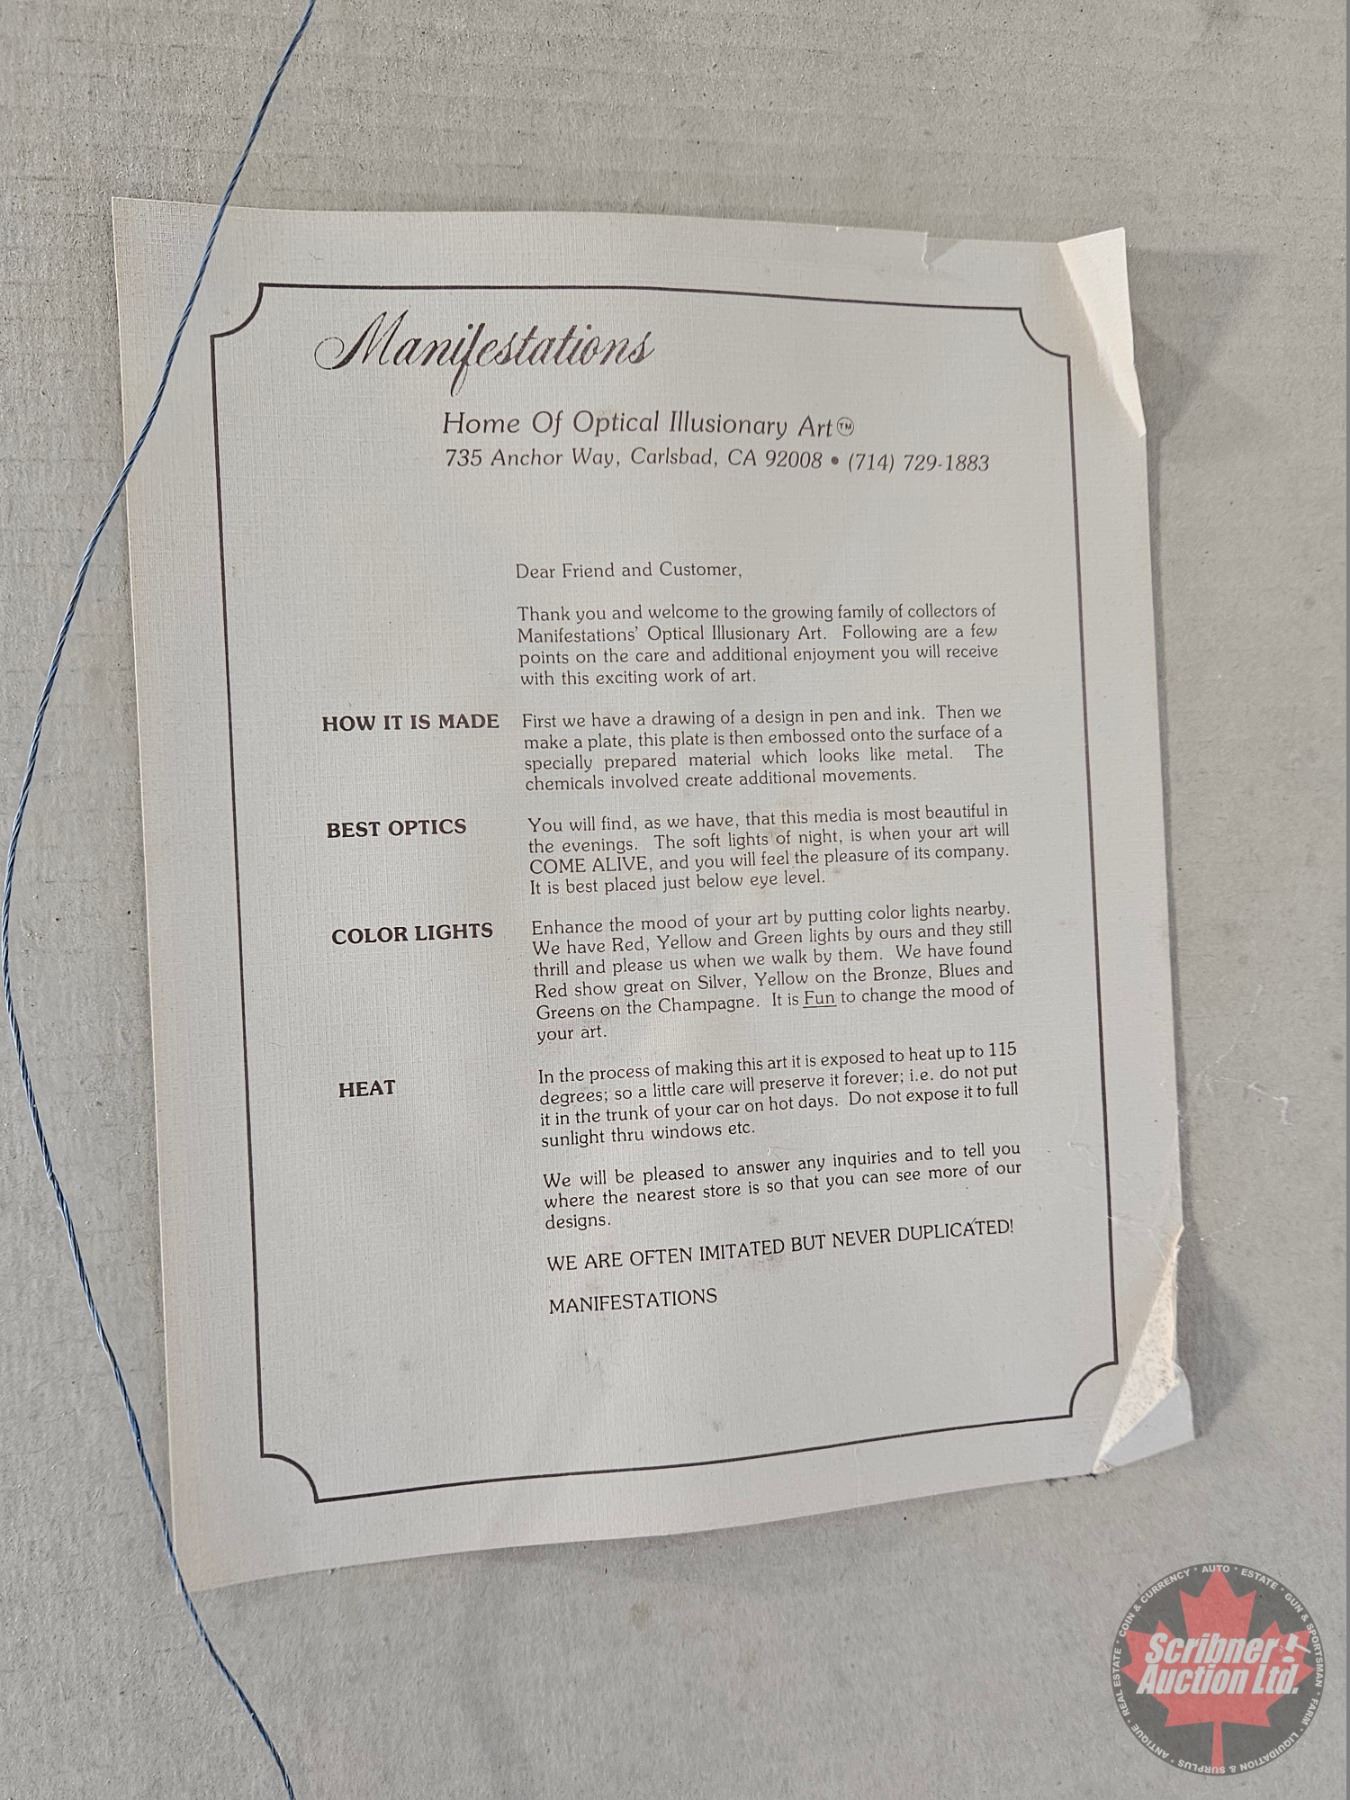 Manifestations
Home Of Optical Illusionary Art™
735 Anchor Way, Carlsbad, CA 92008 • (714) 729-1883
Dear Friend and Customer,
Thank you and welcome to the growing family of collectors of
Manifestations' Optical Illusionary Art. Following are a few
points on the care and additional enjoyment you will receive
with this exciting work of art.
HOW IT IS MADE First we have a drawing of a design in pen and ink. Then we
make a plate, this plate is then embossed onto the surface of a
specially prepared material which looks like metal. The
chemicals involved create additional movements.
BEST OPTICS You will find, as we have, that this media is most beautiful in
the evenings. The soft lights of night, is when your art will
COME ALIVE, and you will feel the pleasure of its company.
It is best placed just below eye level.
COLOR LIGHTS Enhance the mood of your art by putting color lights nearby.
We have Red, Yellow and Green lights by ours and they still
thrill and please us when we walk by them. We have found
Red show great on Silver, Yellow on the Bronze, Blues and
Greens on the Champagne. It is Fun to change the mood of
your art.
HEAT In the process of making this art it is exposed to heat up to 115
degrees; so a little care will preserve it forever; i.e. do not put
it in the trunk of your car on hot days. Do not expose it to full
sunlight thru windows etc.
We will be pleased to answer any inquiries and to tell you
where the nearest store is so that you can see more of our
designs.
WE ARE OFTEN IMITATED BUT NEVER DUPLICATED!
MANIFESTATIONS
Scribner
Auction Ltd.
COIN & CURRENCY • AUTO • ESTATE • GUN & SPORTSMAN • FARM • LIQUIDATION & SURPLUS • ANTIQUE • REAL ESTATE